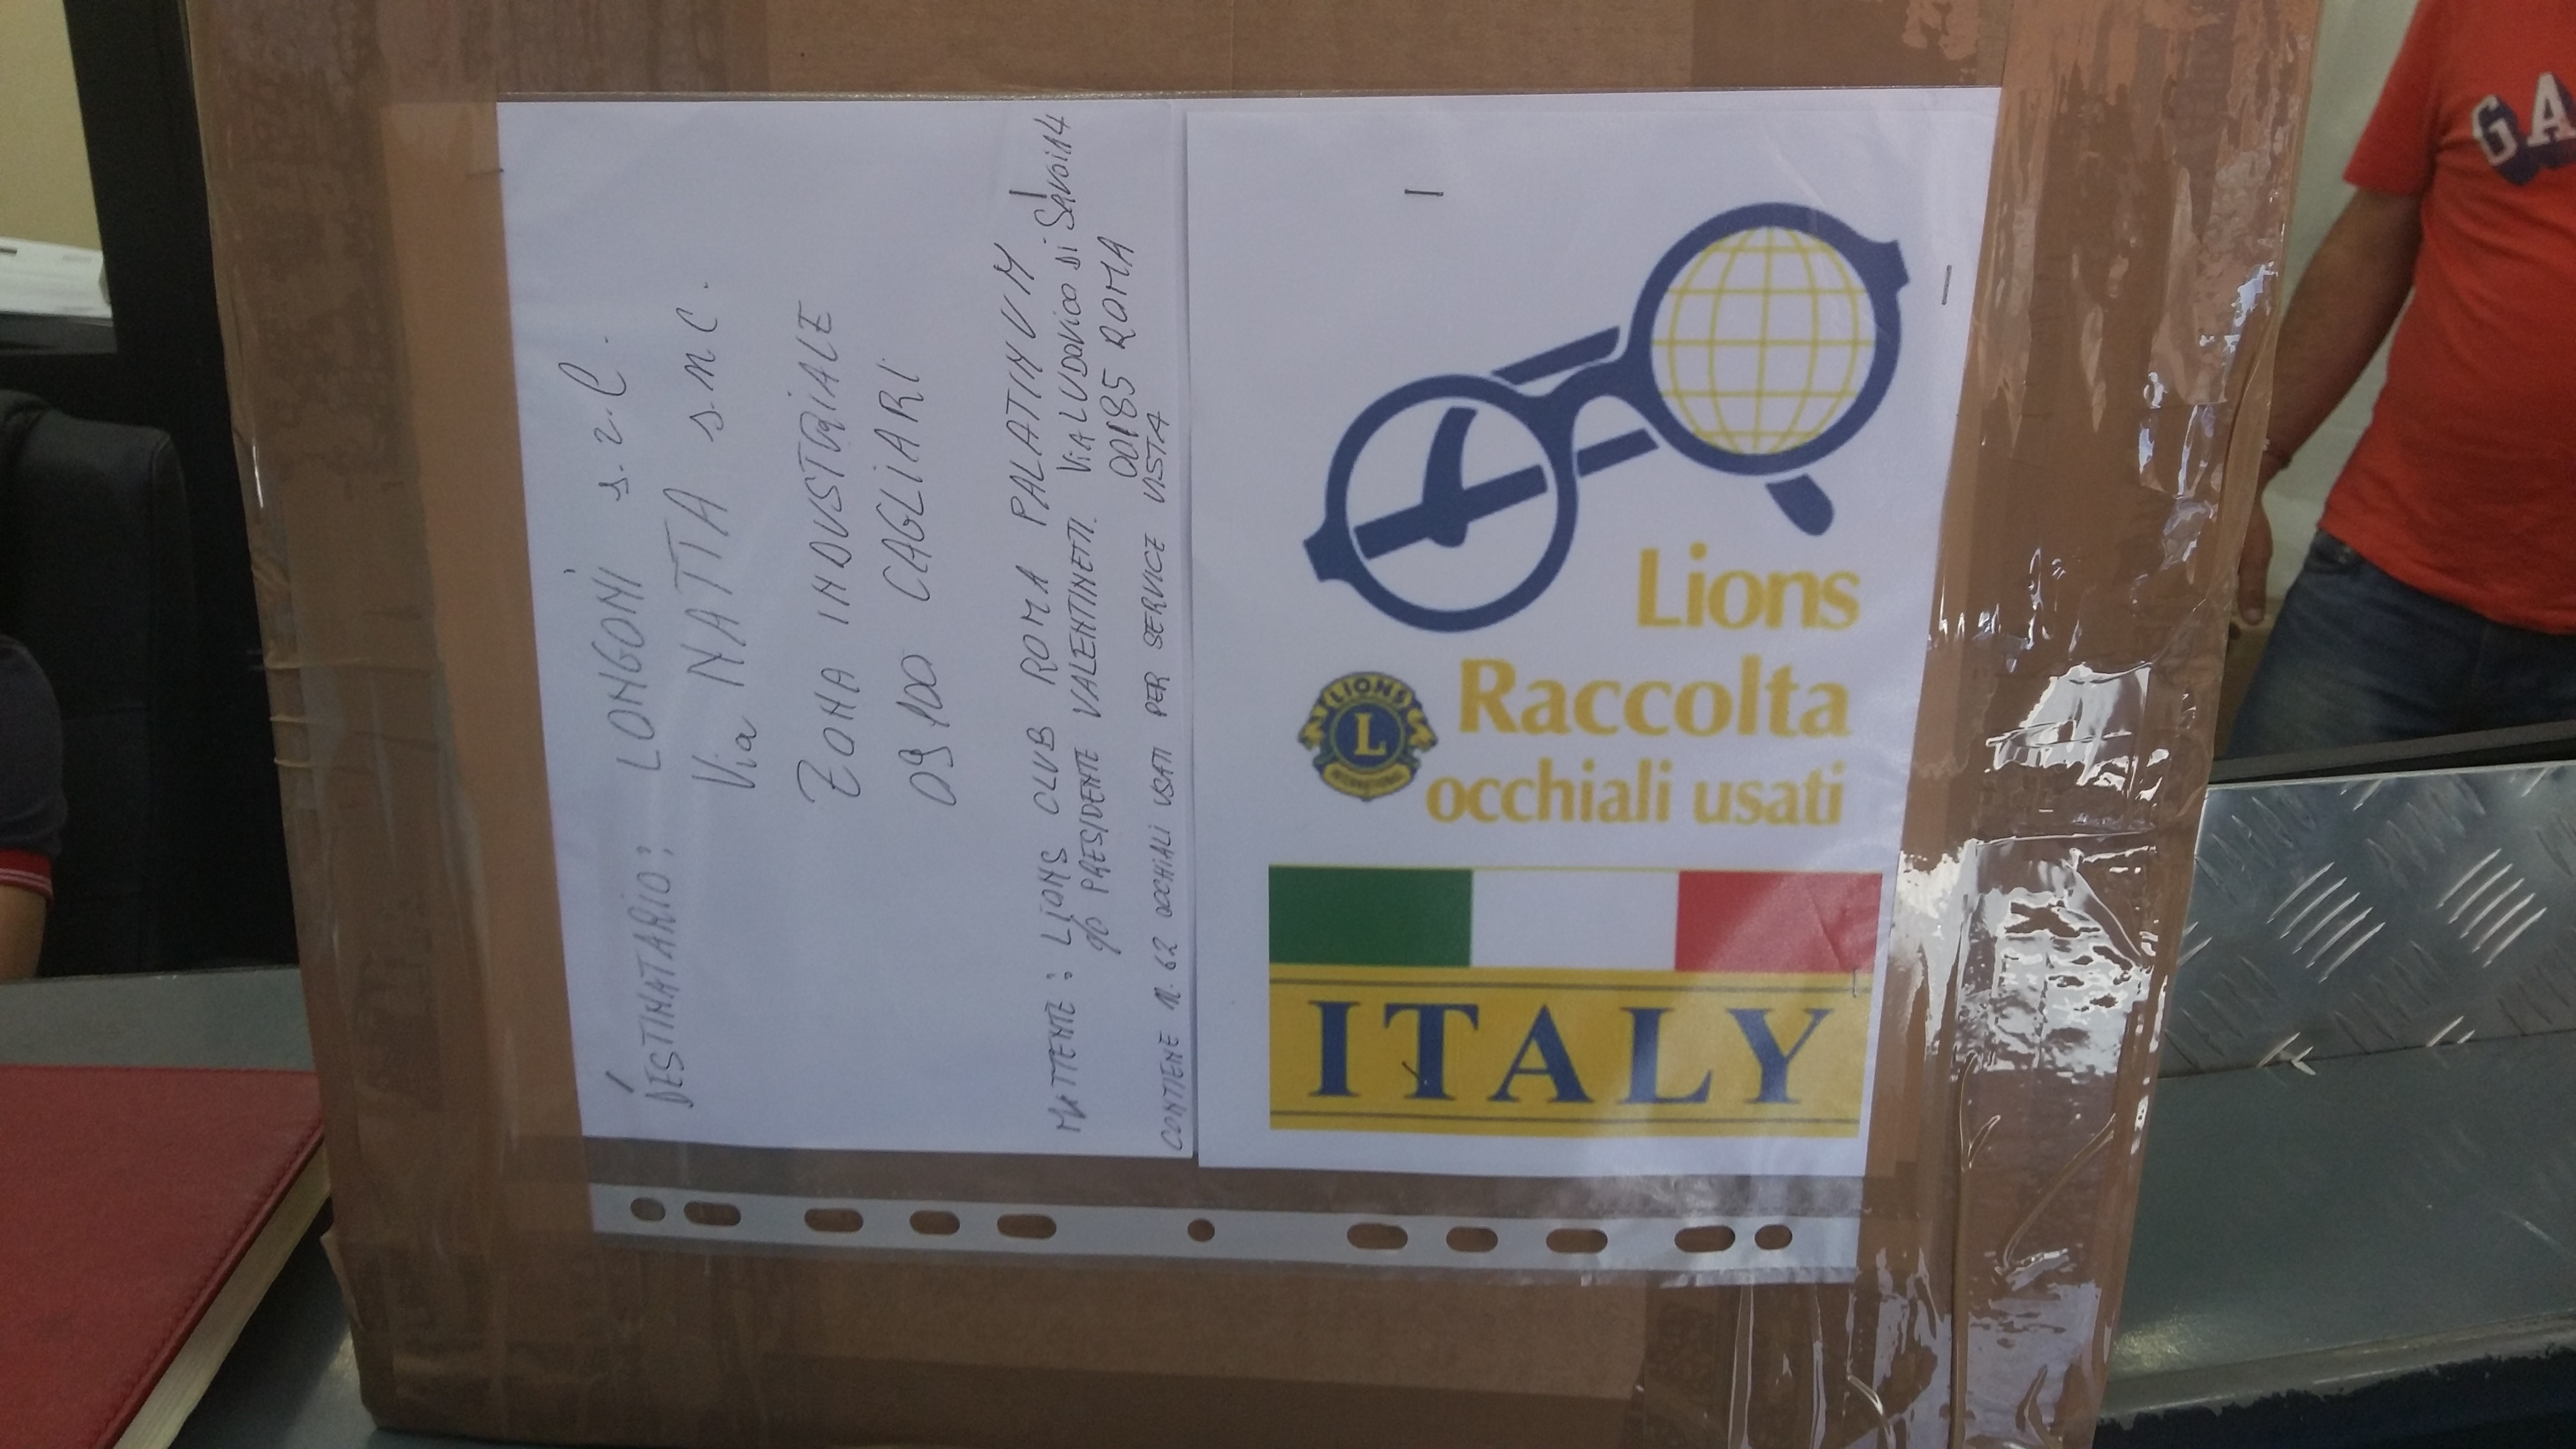 DESTINATARIO: LONGONI s.r.l.
Via NATTA s.n.c.
ZONA INDUSTRIALE
09100 CAGLIARI
MITTENTE: LIONS CLUB ROMA PALATINUM
c/o PRESIDENTE VALENTINETTI. Via LUDOVICO DI SAVOIA 4
00185 ROMA
CONTIENE N. 62 OCCHIALI USATI PER SERVICE VISTA
Lions
Raccolta
occhiali usati
LIONS
L
ITALY
GA